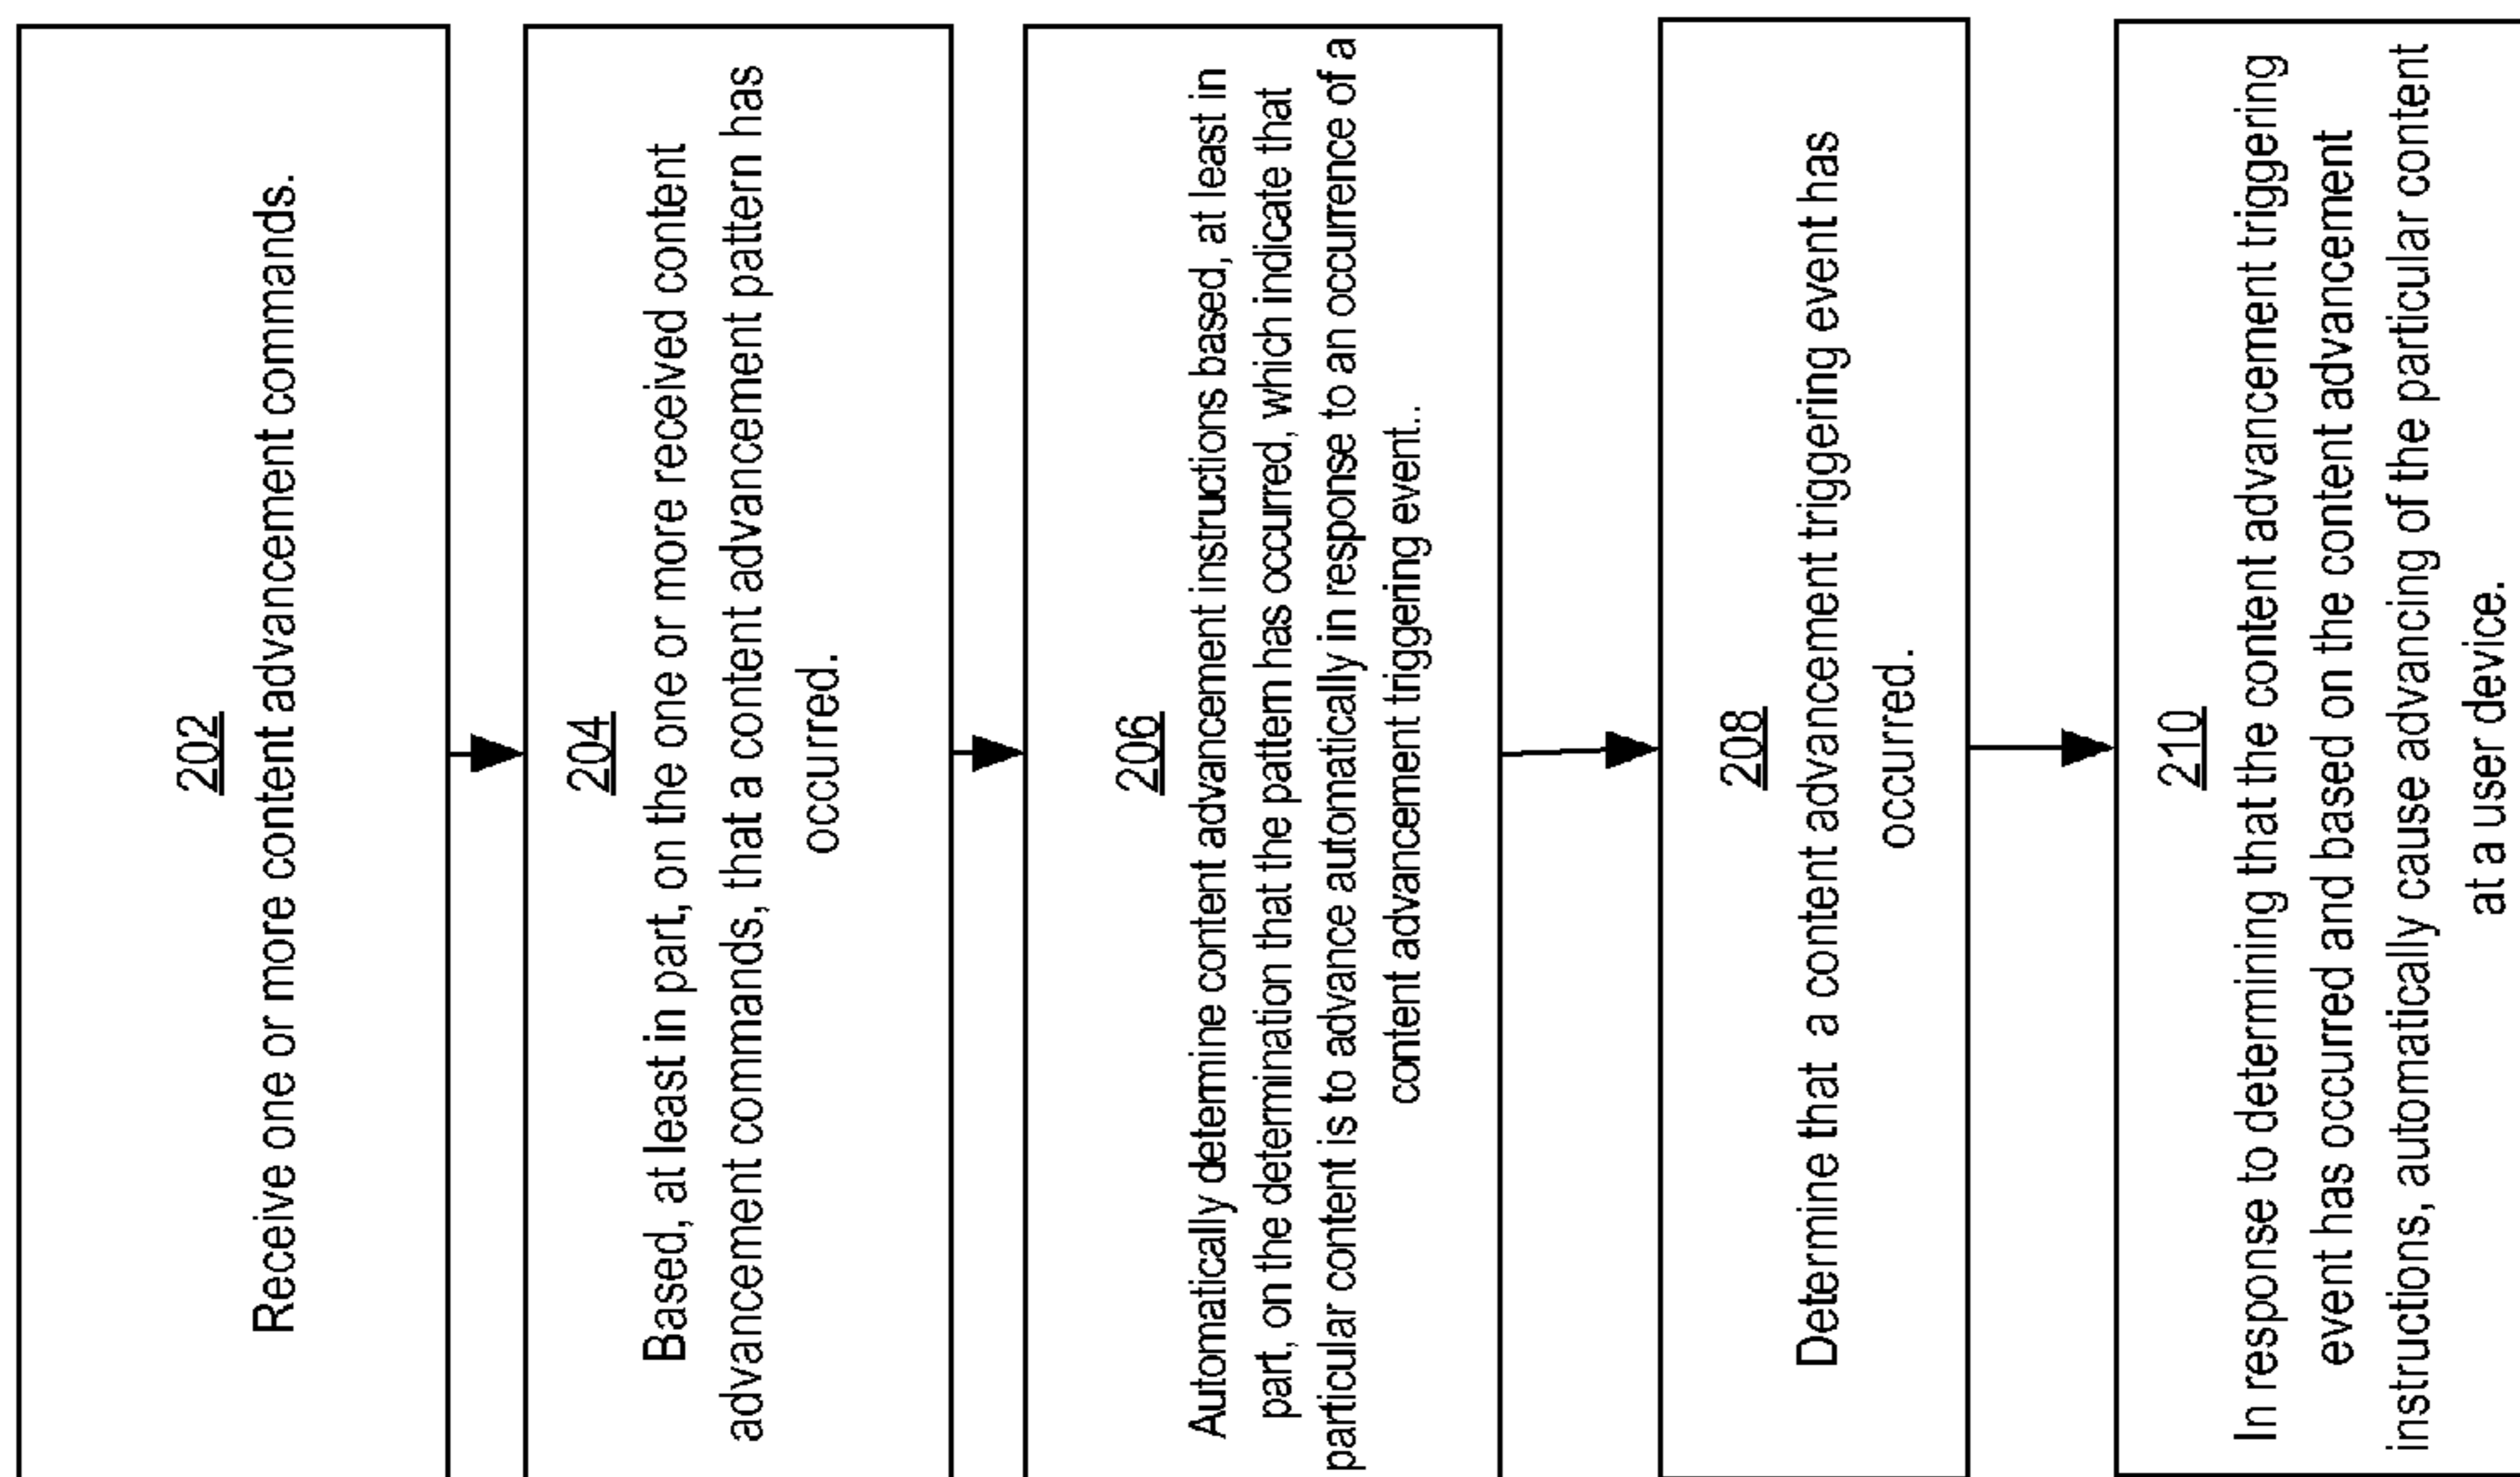 202
Receive one or more content advancement commands.
204
Based, at least in part, on the one or more received content
advancement commands, that a content advancement pattern has
occurred.
206
Automatically determine content advancement instructions based, at least in
part, on the determination that the pattern has occurred, which indicate that
particular content is to advance automatically in response to an occurrence of a
content advancement triggering event..
208
Determine that a content advancement triggering event has
occurred.
210
In response to determining that the content advancement triggering
event has occurred and based on the content advancement
instructions, automatically cause advancing of the particular content
at a user device.